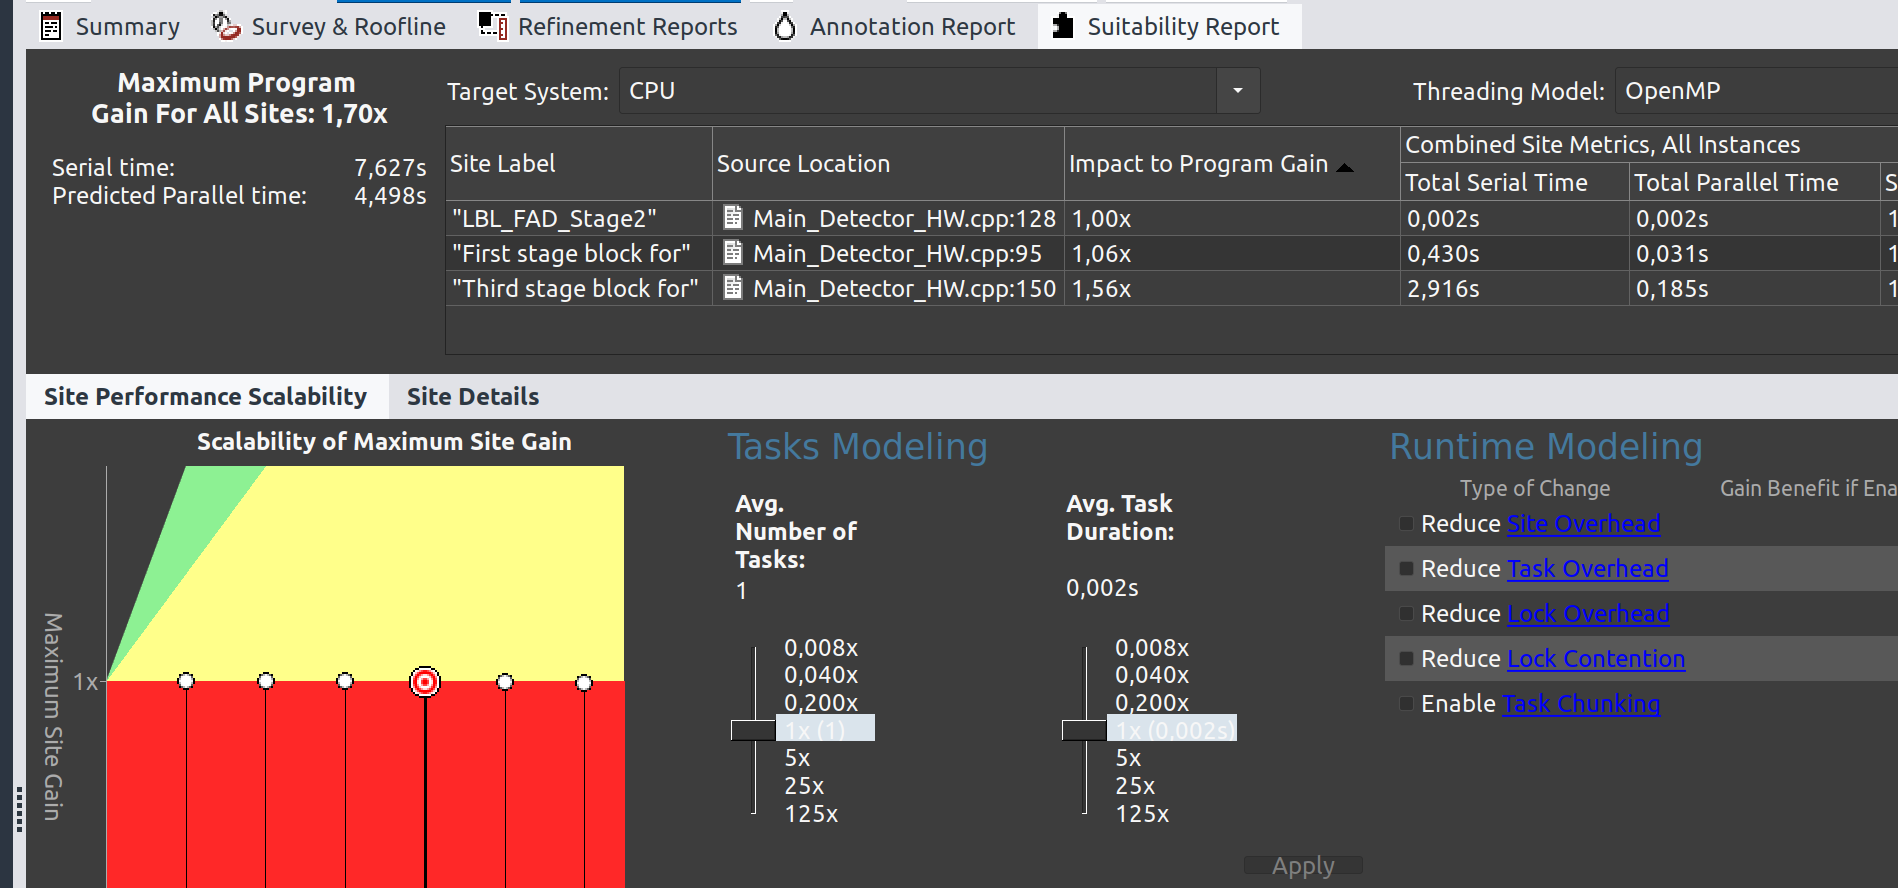 Summary Survey & Roofline Refinement Reports Annotation Report Suitability Report
Maximum Program
Gain For All Sites: 1,70x
Serial time: 7,627s
Predicted Parallel time: 4,498s
Target System: CPU Threading Model: OpenMP
Site Label Source Location Impact to Program Gain Combined Site Metrics, All Instances
Total Serial Time Total Parallel Time S
"LBL_FAD_Stage2" Main_Detector_HW.cpp:128 1,00x 0,002s 0,002s 1
"First stage block for" Main_Detector_HW.cpp:95 1,06x 0,430s 0,031s 1
"Third stage block for" Main_Detector_HW.cpp:150 1,56x 2,916s 0,185s 1
Site Performance Scalability Site Details
Scalability of Maximum Site Gain
Maximum Site Gain
1x
Tasks Modeling
Avg.
Number of
Tasks:
1
0,008x
0,040x
0,200x
1x (1)
5x
25x
125x
Avg. Task
Duration:
0,002s
0,008x
0,040x
0,200x
1x (0,002s)
5x
25x
125x
Apply
Runtime Modeling
Type of Change Gain Benefit if Ena
Reduce Site Overhead
Reduce Task Overhead
Reduce Lock Overhead
Reduce Lock Contention
Enable Task Chunking